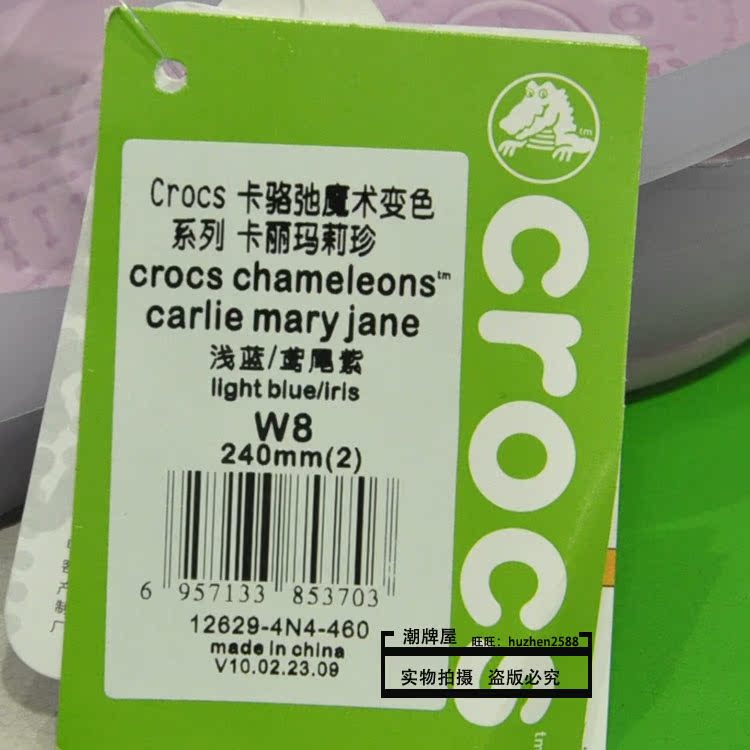 Crocs 卡骆弛魔术变色
系列 卡丽玛莉珍
crocs chameleons™
carlie mary jane
浅蓝/鸢尾紫
light blue/iris
W8
240mm(2)
6 957133 853703
12629-4N4-460
made in china
V10.02.23.09
crocs
tm
潮牌屋 旺旺：huzhen2588
实物拍摄 盗版必究